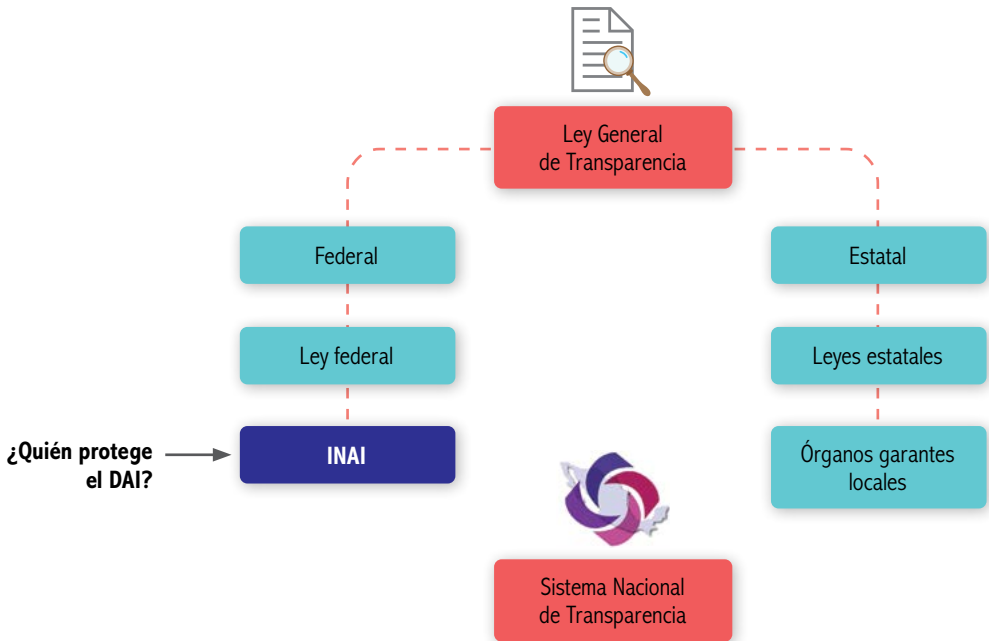 Ley General
de Transparencia
Federal
Estatal
Ley federal
Leyes estatales
¿Quién protege
el DAI?
INAI
Órganos garantes
locales
Sistema Nacional
de Transparencia